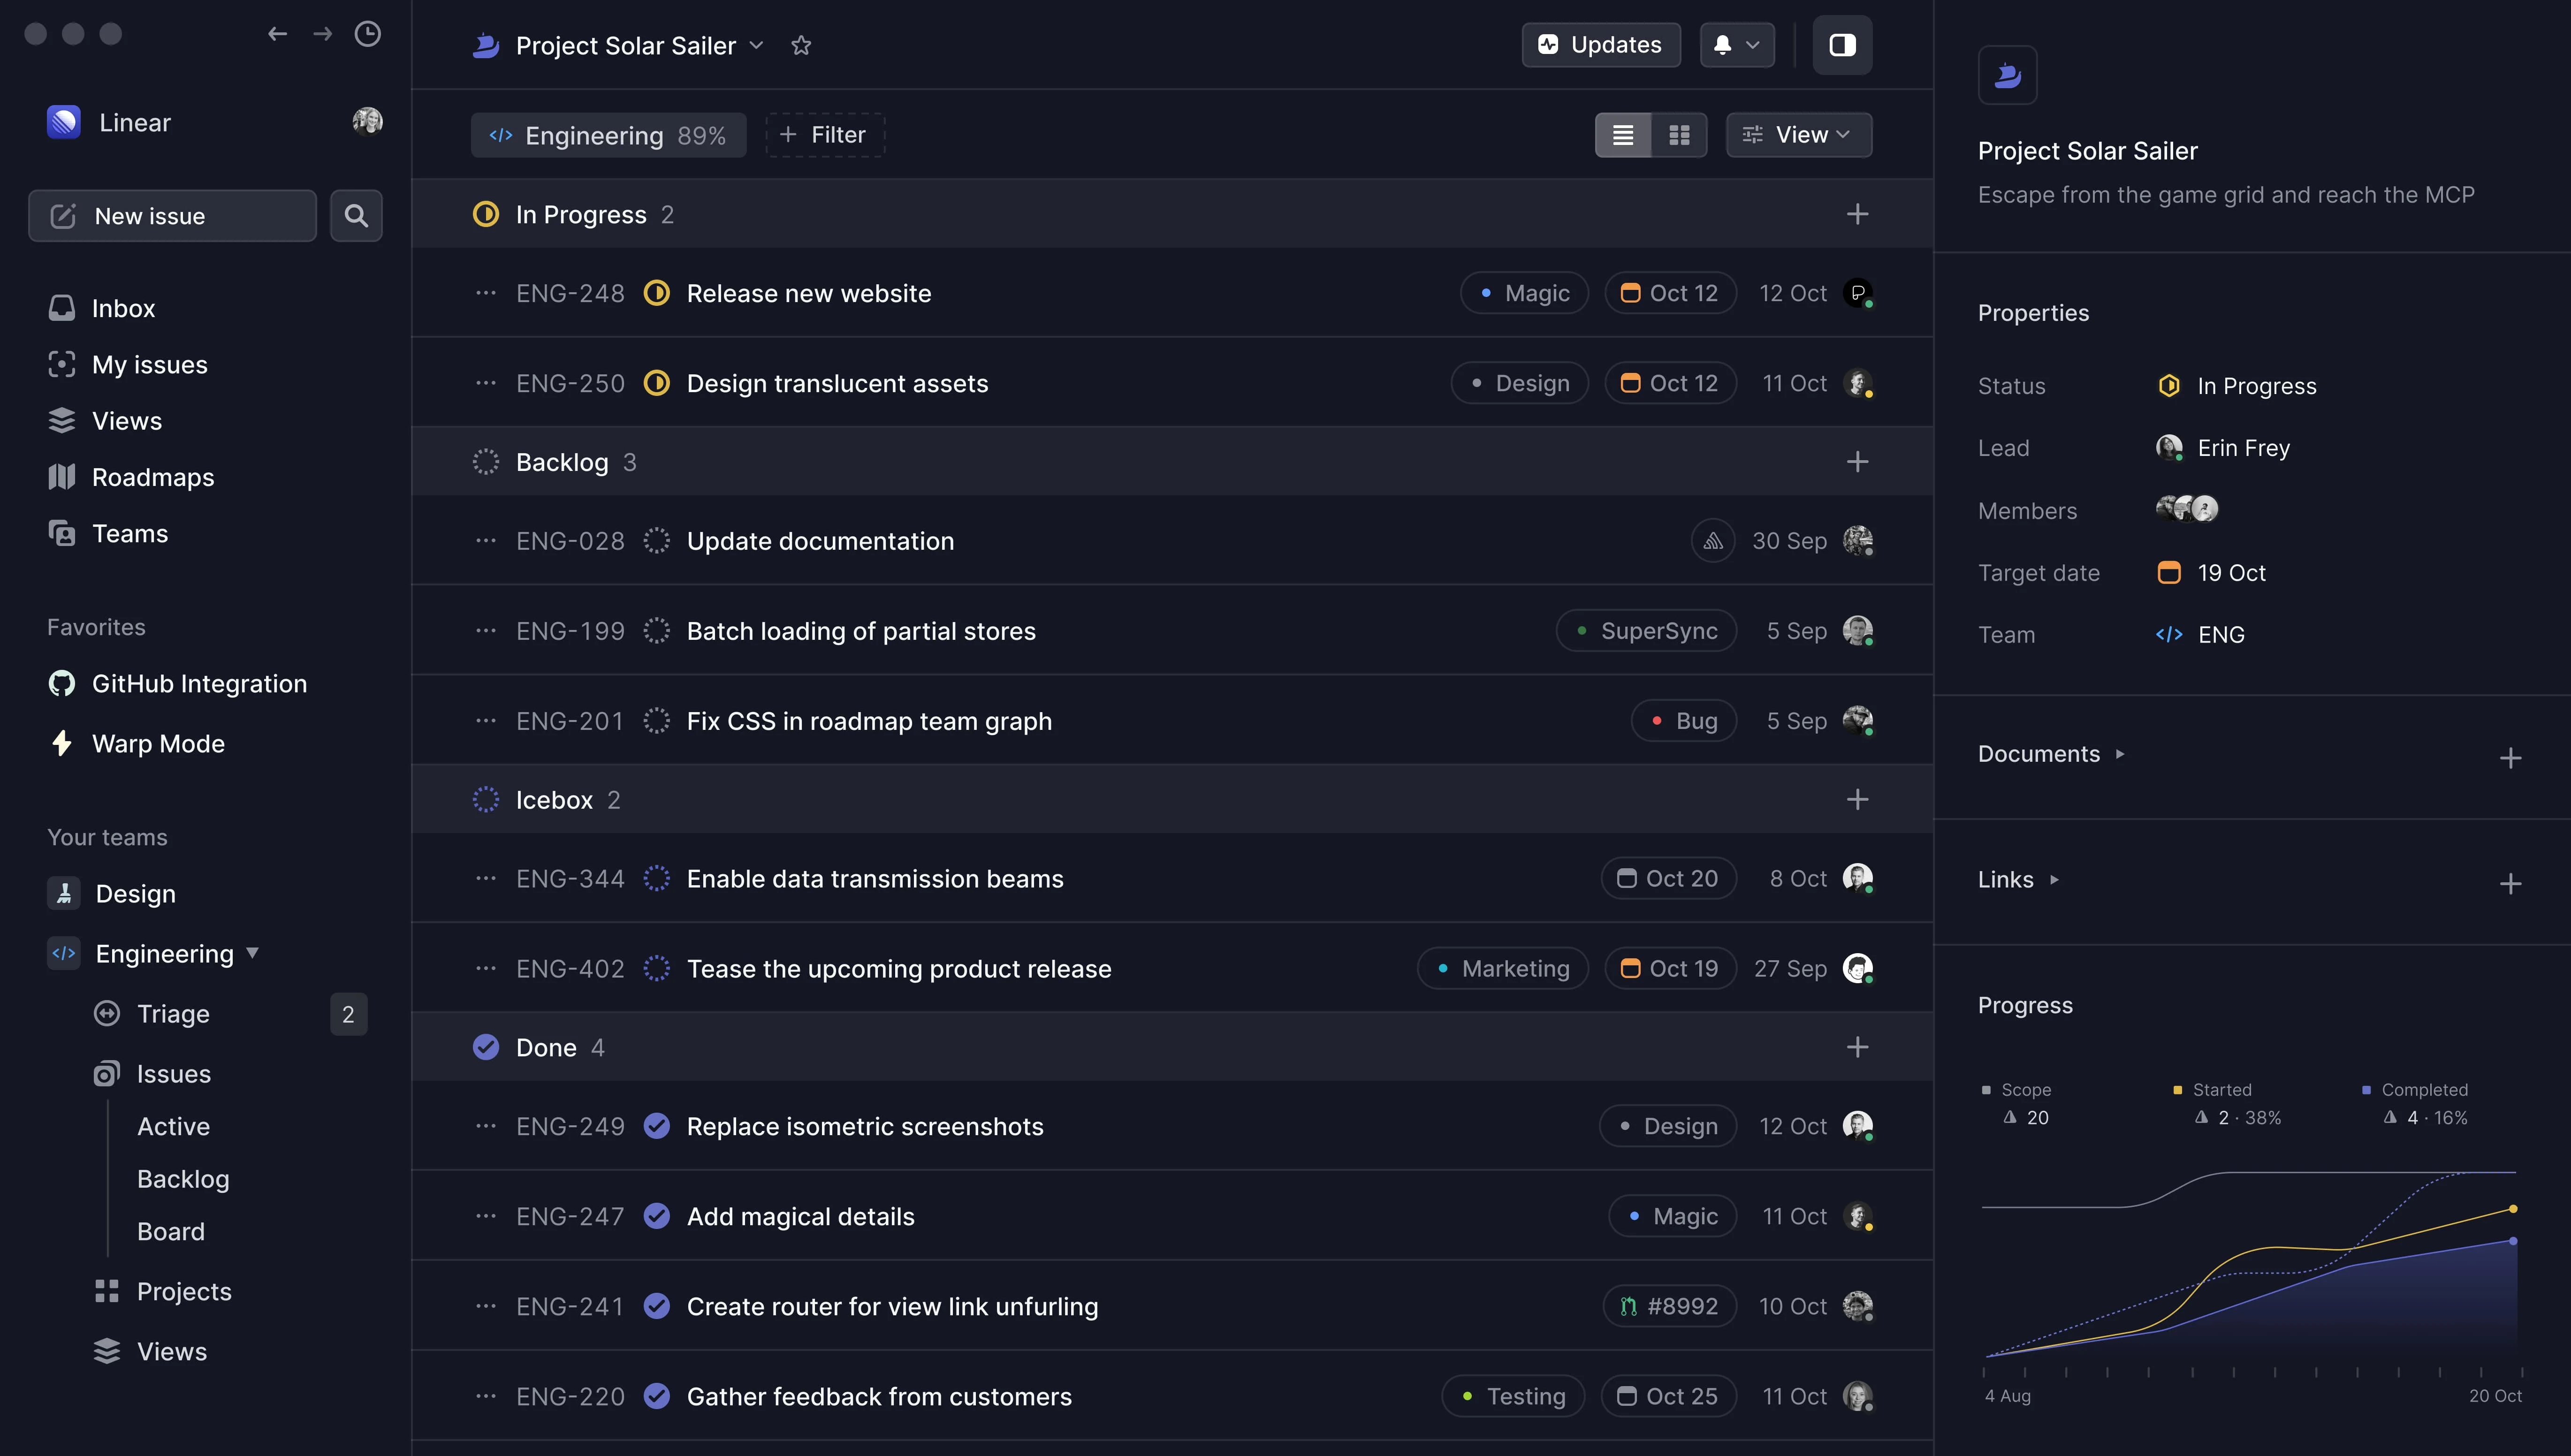 Linear
New issue
Inbox
My issues
Views
Roadmaps
Teams
Favorites
GitHub Integration
Warp Mode
Your teams
Design
Engineering
Triage 2
Issues
Active
Backlog
Board
Projects
Views
Project Solar Sailer
Updates
Engineering 89%
Filter
View
In Progress 2
ENG-248 Release new website Magic Oct 12 12 Oct
ENG-250 Design translucent assets Design Oct 12 11 Oct
Backlog 3
ENG-028 Update documentation 30 Sep
ENG-199 Batch loading of partial stores SuperSync 5 Sep
ENG-201 Fix CSS in roadmap team graph Bug 5 Sep
Icebox 2
ENG-344 Enable data transmission beams Oct 20 8 Oct
ENG-402 Tease the upcoming product release Marketing Oct 19 27 Sep
Done 4
ENG-249 Replace isometric screenshots Design 12 Oct
ENG-247 Add magical details Magic 11 Oct
ENG-241 Create router for view link unfurling #8992 10 Oct
ENG-220 Gather feedback from customers Testing Oct 25 11 Oct
Project Solar Sailer
Escape from the game grid and reach the MCP
Properties
Status In Progress
Lead Erin Frey
Members
Target date 19 Oct
Team </> ENG
Documents
Links
Progress
Scope Started Completed
20 2 · 38% 4 · 16%
4 Aug 20 Oct